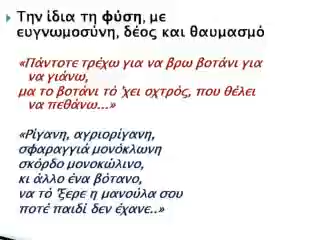 Την ίδια τη φύση, με
ευγνωμοσύνη, δέος και θαυμασμό
«Πάντοτε τρέχω για να βρω βοτάνι για
να γιάνω,
μα το βοτάνι τό 'χει οχτρός, που θέλει
να πεθάνω...»
«Ρίγανη, αγριορίγανη,
σφαραγγιά μονόκλωνη
σκόρδο μονοκώλινο,
κι άλλο ένα βότανο,
να τό 'ξερε η μανούλα σου
ποτέ παιδί δεν έχανε..»